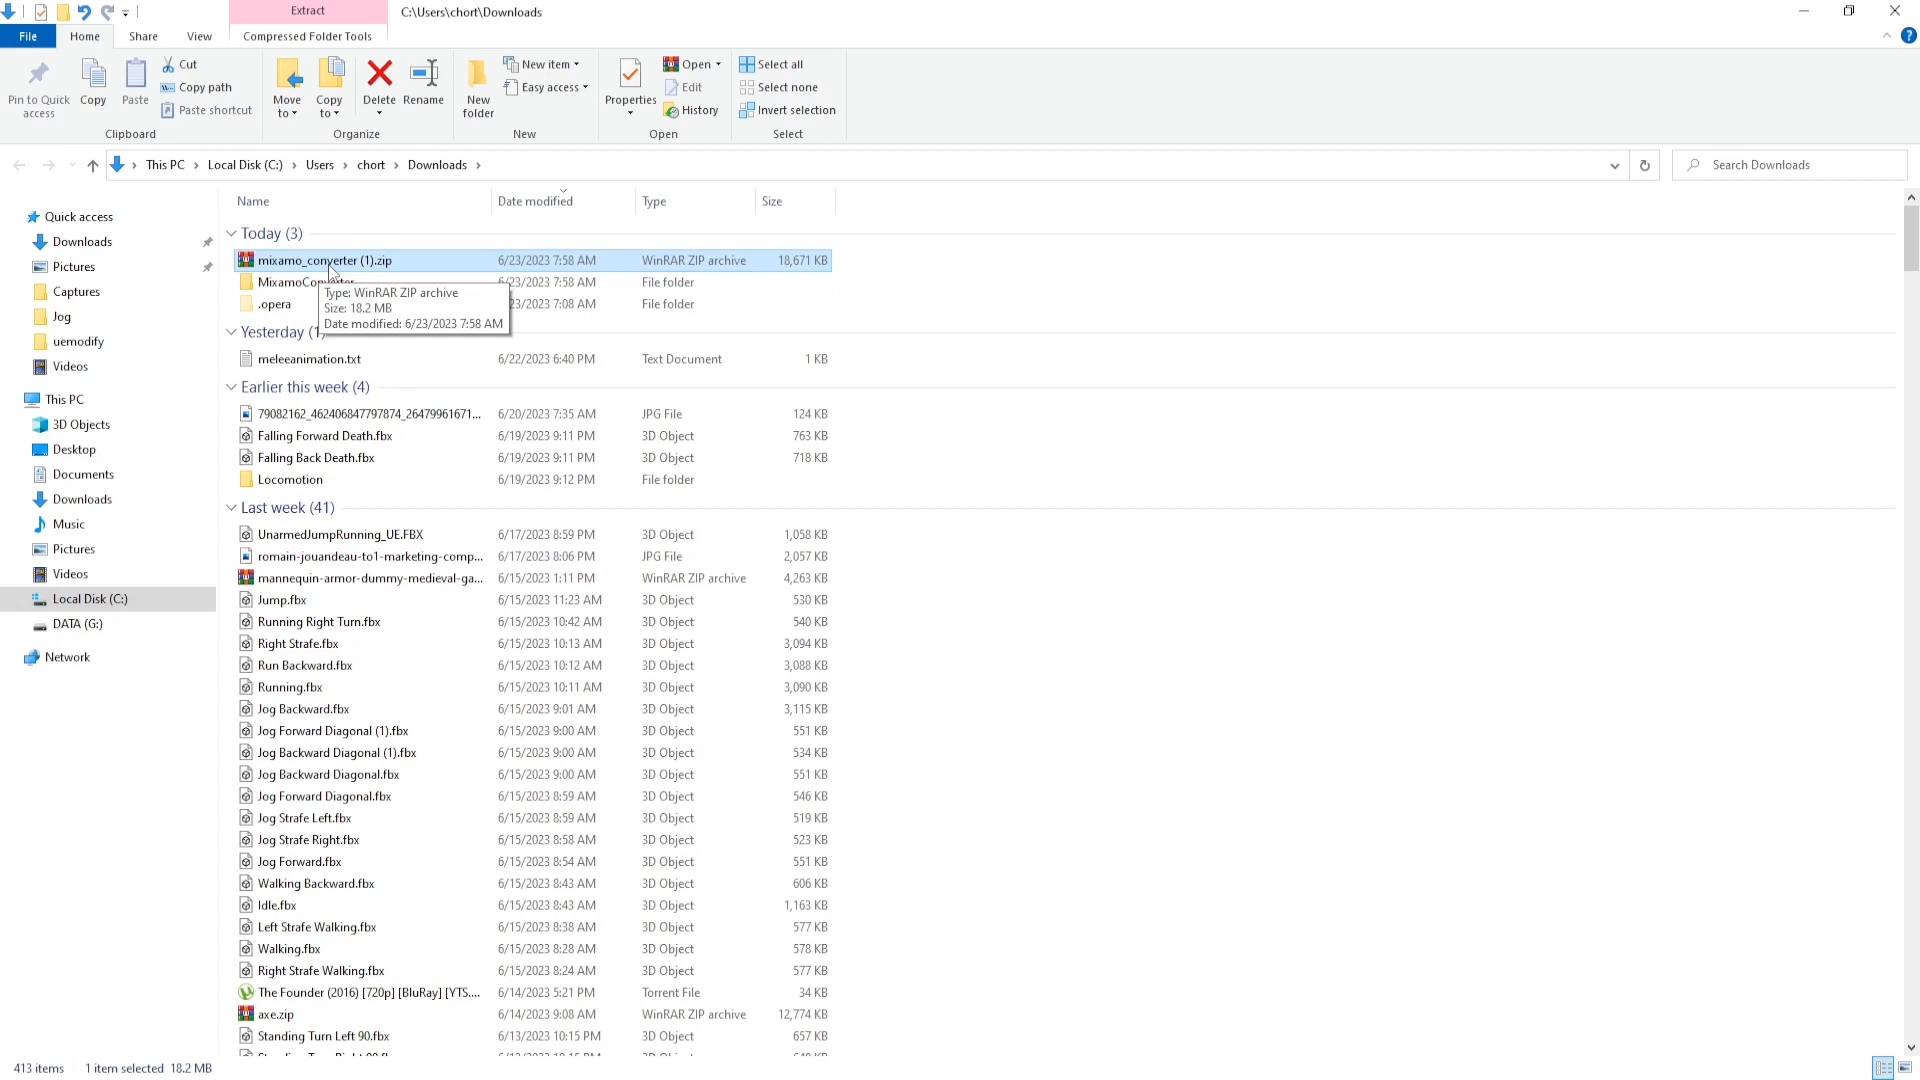 Extract
C:\Users\chort\Downloads
File
Home
Share
View
Compressed Folder Tools
Pin to Quick access
Copy
Paste
Cut
Copy path
Paste shortcut
Clipboard
Move to
Copy to
Delete
Rename
Organize
New folder
New item
Easy access
New
Properties
Open
Edit
History
Open
Select all
Select none
Invert selection
Select
This PC > Local Disk (C:) > Users > chort > Downloads >
Search Downloads
Quick access
Downloads
Pictures
Captures
Jog
uemodify
Videos
This PC
3D Objects
Desktop
Documents
Downloads
Music
Pictures
Videos
Local Disk (C:)
DATA (G:)
Network
Name Date modified Type Size
Today (3)
mixamo_converter (1).zip 6/23/2023 7:58 AM WinRAR ZIP archive 18,671 KB
6/23/2023 7:58 AM File folder
.opera 23/2023 7:08 AM File folder
Type: WinRAR ZIP archive
Size: 18.2 MB
Date modified: 6/23/2023 7:58 AM
Yesterday (1)
meleeanimation.txt 6/22/2023 6:40 PM Text Document 1 KB
Earlier this week (4)
79082162_462406847797874_26479961671... 6/20/2023 7:35 AM JPG File 124 KB
Falling Forward Death.fbx 6/19/2023 9:11 PM 3D Object 763 KB
Falling Back Death.fbx 6/19/2023 9:11 PM 3D Object 718 KB
Locomotion 6/19/2023 9:12 PM File folder
Last week (41)
UnarmedJumpRunning_UE.FBX 6/17/2023 8:59 PM 3D Object 1,058 KB
romain-jouandeau-to1-marketing-comp... 6/17/2023 8:06 PM JPG File 2,057 KB
mannequin-armor-dummy-medieval-ga... 6/15/2023 1:11 PM WinRAR ZIP archive 4,263 KB
Jump.fbx 6/15/2023 11:23 AM 3D Object 530 KB
Running Right Turn.fbx 6/15/2023 10:42 AM 3D Object 540 KB
Right Strafe.fbx 6/15/2023 10:13 AM 3D Object 3,094 KB
Run Backward.fbx 6/15/2023 10:12 AM 3D Object 3,088 KB
Running.fbx 6/15/2023 10:11 AM 3D Object 3,090 KB
Jog Backward.fbx 6/15/2023 9:01 AM 3D Object 3,115 KB
Jog Forward Diagonal (1).fbx 6/15/2023 9:00 AM 3D Object 551 KB
Jog Backward Diagonal (1).fbx 6/15/2023 9:00 AM 3D Object 534 KB
Jog Backward Diagonal.fbx 6/15/2023 9:00 AM 3D Object 551 KB
Jog Forward Diagonal.fbx 6/15/2023 8:59 AM 3D Object 546 KB
Jog Strafe Left.fbx 6/15/2023 8:59 AM 3D Object 519 KB
Jog Strafe Right.fbx 6/15/2023 8:58 AM 3D Object 523 KB
Jog Forward.fbx 6/15/2023 8:54 AM 3D Object 551 KB
Walking Backward.fbx 6/15/2023 8:43 AM 3D Object 606 KB
Idle.fbx 6/15/2023 8:43 AM 3D Object 1,163 KB
Left Strafe Walking.fbx 6/15/2023 8:38 AM 3D Object 577 KB
Walking.fbx 6/15/2023 8:28 AM 3D Object 578 KB
Right Strafe Walking.fbx 6/15/2023 8:24 AM 3D Object 577 KB
The Founder (2016) [720p] [BluRay] [YTS.... 6/14/2023 5:21 PM Torrent File 34 KB
axe.zip 6/14/2023 9:08 AM WinRAR ZIP archive 12,774 KB
Standing Turn Left 90.fbx 6/13/2023 10:15 PM 3D Object 657 KB
413 items 1 item selected 18.2 MB